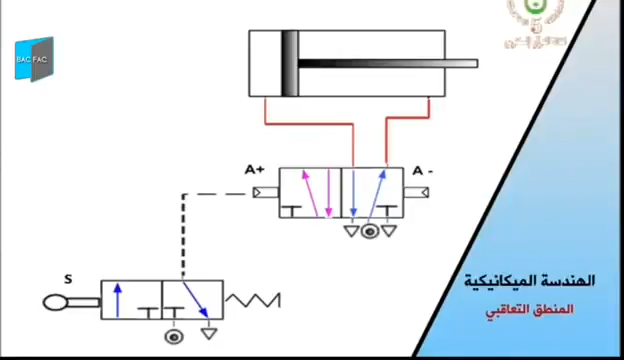 BAC FAC
A+
A -
S
الهندسة الميكانيكية
المنطق التعاقبي